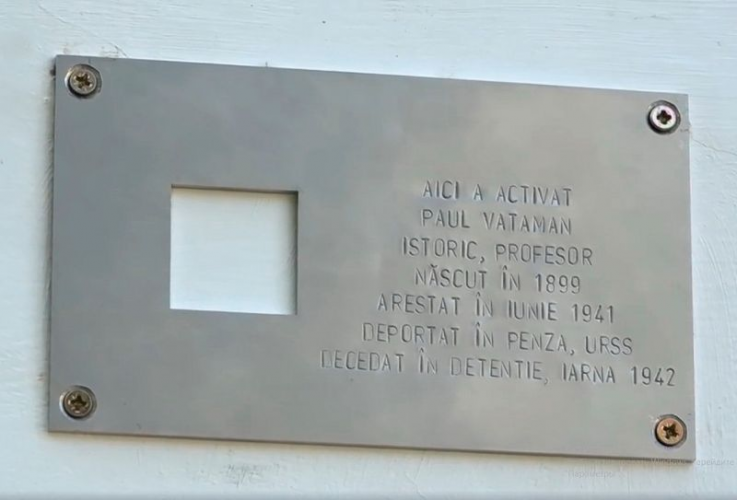 AICI A ACTIVAT
PAUL VATAMAN
ISTORIC, PROFESOR
NĂSCUT ÎN 1899
ARESTAT ÎN IUNIE 1941
DEPORTAT ÎN PENZA, URSS
DECEDAT ÎN DETENTIE, IARNA 1942